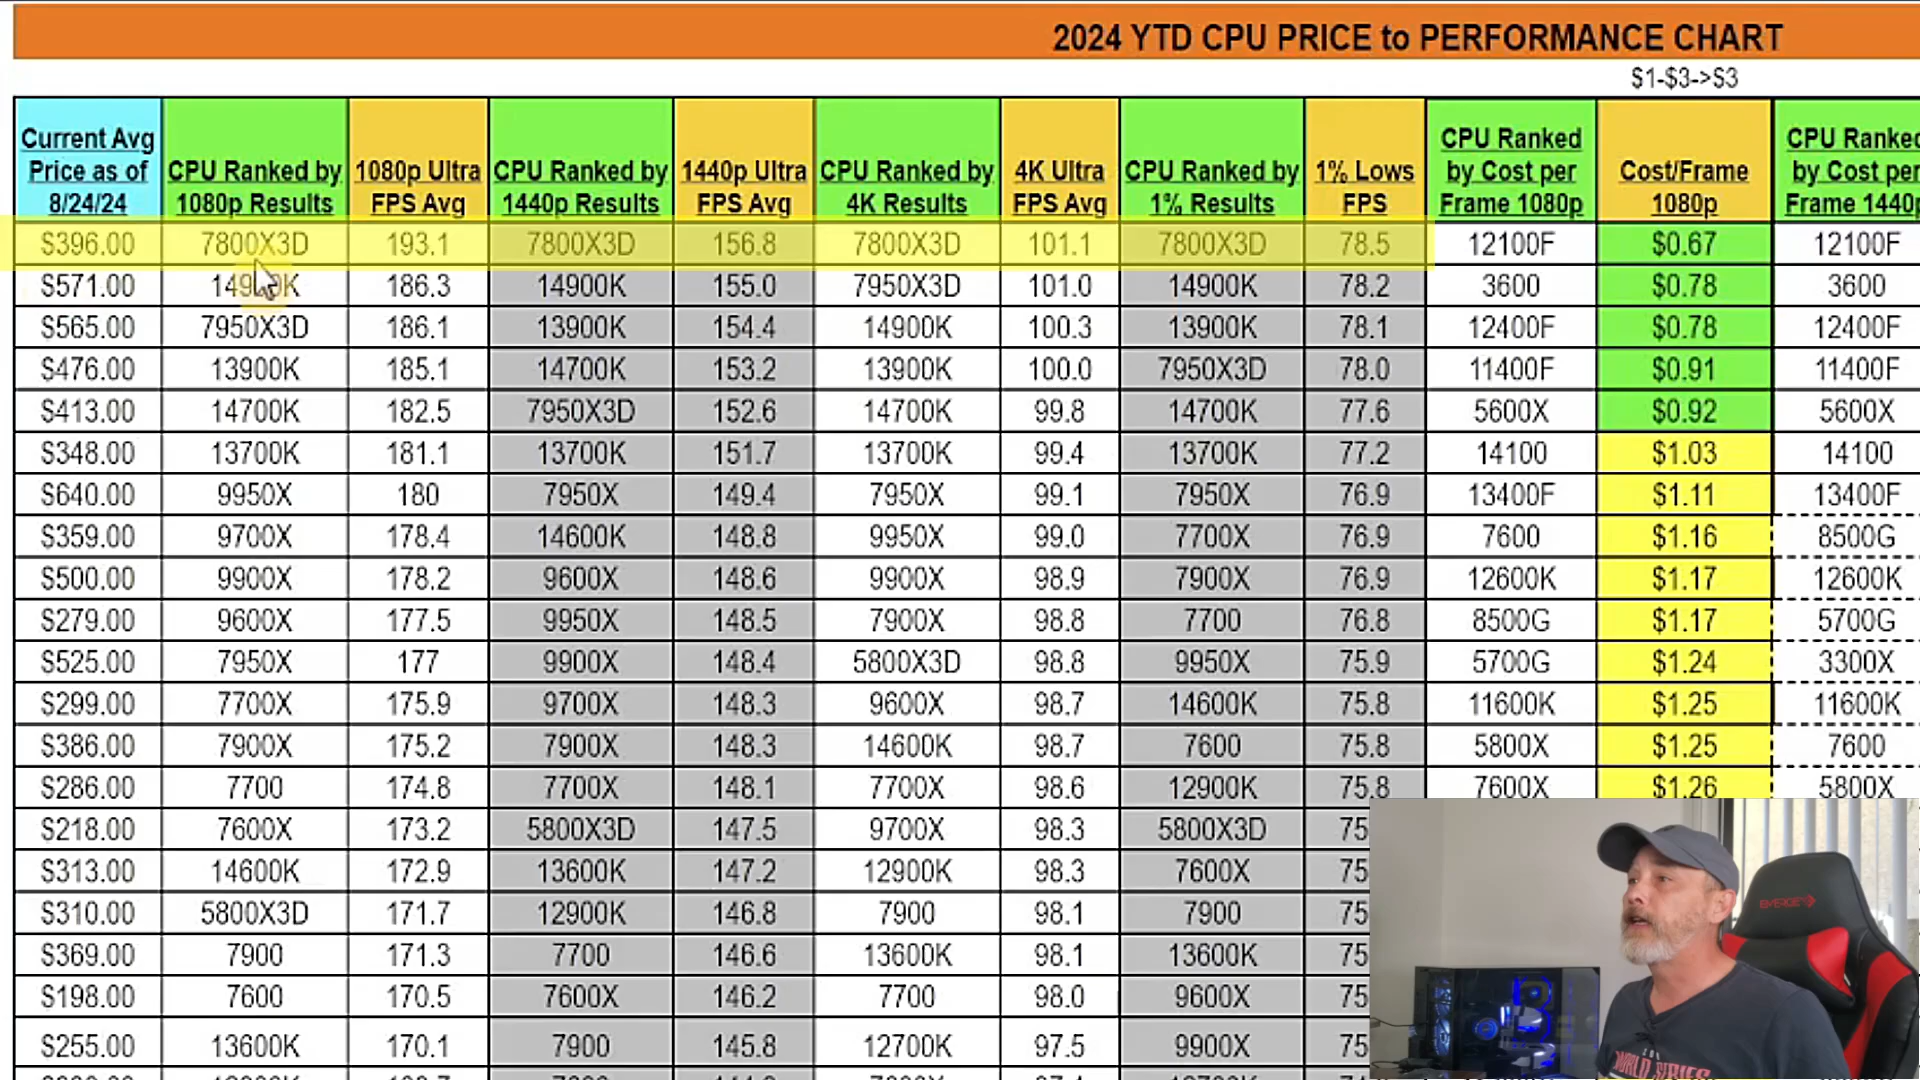 2024 YTD CPU PRICE to PERFORMANCE CHART
$1-$3->$3
Current Avg Price as of 8/24/24 CPU Ranked by 1080p Results 1080p Ultra FPS Avg CPU Ranked by 1440p Results 1440p Ultra FPS Avg CPU Ranked by 4K Results 4K Ultra FPS Avg CPU Ranked by 1% Results 1% Lows FPS CPU Ranked by Cost per Frame 1080p Cost/Frame 1080p CPU Ranked by Cost per Frame 1440p
$396.00 7800X3D 193.1 7800X3D 156.8 7800X3D 101.1 7800X3D 78.5 12100F $0.67 12100F
$571.00 14900K 186.3 14900K 155.0 7950X3D 101.0 14900K 78.2 3600 $0.78 3600
$565.00 7950X3D 186.1 13900K 154.4 14900K 100.3 13900K 78.1 12400F $0.78 12400F
$476.00 13900K 185.1 14700K 153.2 13900K 100.0 7950X3D 78.0 11400F $0.91 11400F
$413.00 14700K 182.5 7950X3D 152.6 14700K 99.8 14700K 77.6 5600X $0.92 5600X
$348.00 13700K 181.1 13700K 151.7 13700K 99.4 13700K 77.2 14100 $1.03 14100
$640.00 9950X 180 7950X 149.4 7950X 99.1 7950X 76.9 13400F $1.11 13400F
$359.00 9700X 178.4 14600K 148.8 9950X 99.0 7700X 76.9 7600 $1.16 8500G
$500.00 9900X 178.2 9600X 148.6 9900X 98.9 7900X 76.9 12600K $1.17 12600K
$279.00 9600X 177.5 9950X 148.5 7900X 98.8 7700 76.8 8500G $1.17 5700G
$525.00 7950X 177 9900X 148.4 5800X3D 98.8 9950X 75.9 5700G $1.24 3300X
$299.00 7700X 175.9 9700X 148.3 9600X 98.7 14600K 75.8 11600K $1.25 11600K
$386.00 7900X 175.2 7900X 148.3 14600K 98.7 7600 75.8 5800X $1.25 7600
$286.00 7700 174.8 7700X 148.1 7700X 98.6 12900K 75.8 7600X $1.26 5800X
$218.00 7600X 173.2 5800X3D 147.5 9700X 98.3 5800X3D 75
$313.00 14600K 172.9 13600K 147.2 12900K 98.3 7600X 75
$310.00 5800X3D 171.7 12900K 146.8 7900 98.1 7900 75
$369.00 7900 171.3 7700 146.6 13600K 98.1 13600K 75
$198.00 7600 170.5 7600X 146.2 7700 98.0 9600X 75
$255.00 13600K 170.1 7900 145.8 12700K 97.5 9900X 75
WORLD SERIES